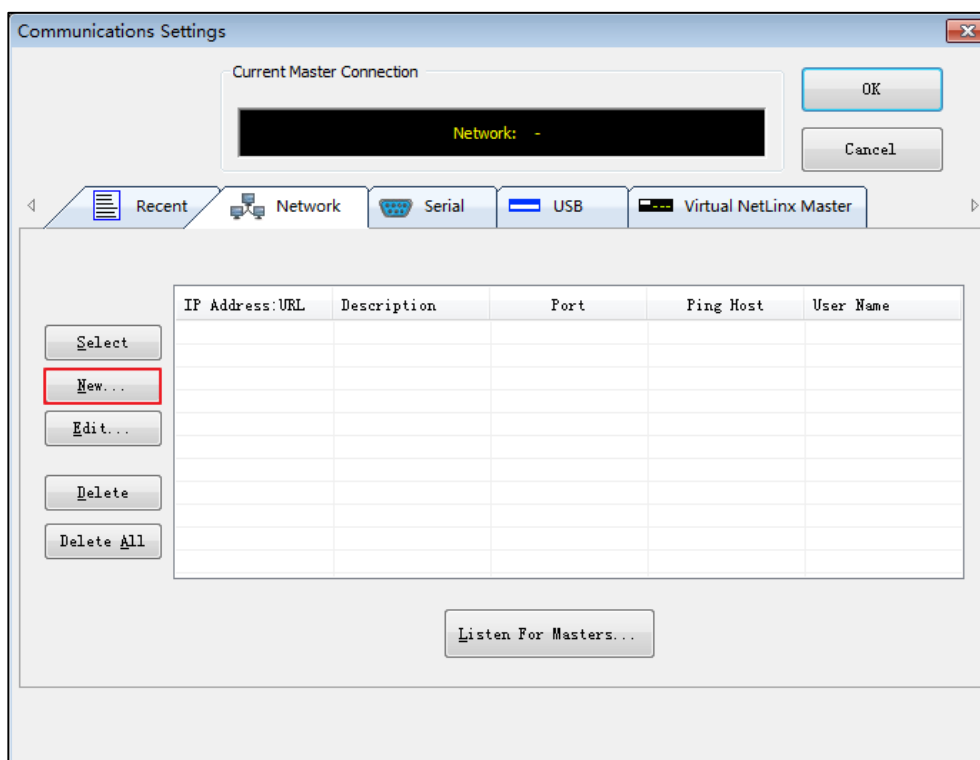 Communications Settings
Current Master Connection
OK
Network: -
Cancel
Recent
Network
Serial
USB
Virtual NetLinx Master
IP Address:URL
Description
Port
Ping Host
User Name
Select
New...
Edit...
Delete
Delete All
Listen For Masters...